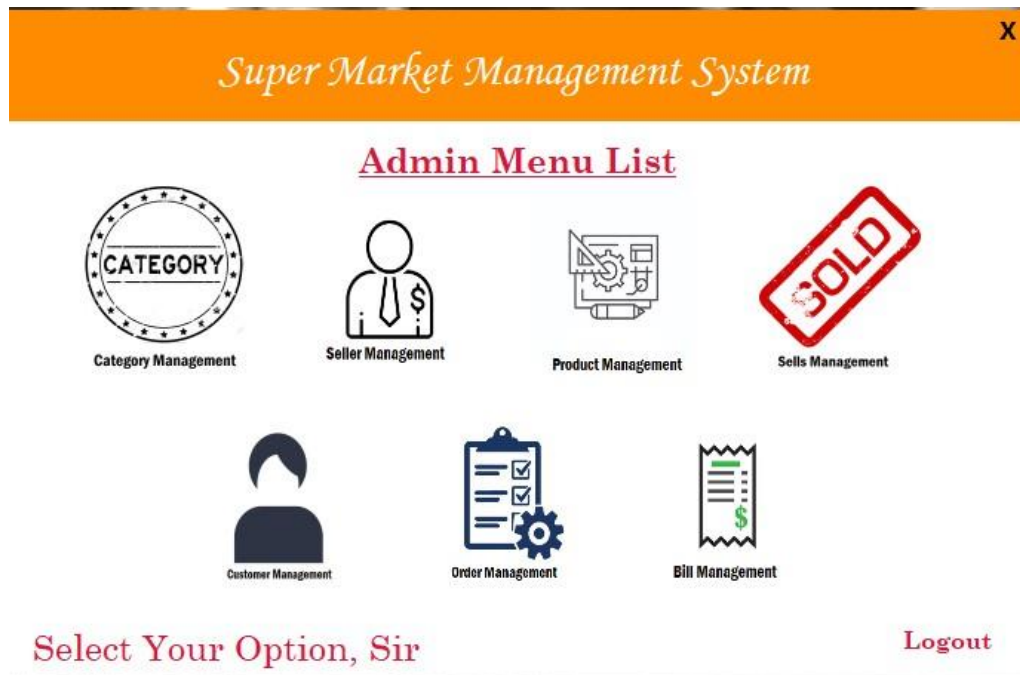 X
Super Market Management System
Admin Menu List
CATEGORY
$
SOLD
Category Management
Seller Management
Product Management
Sells Management
$
Customer Management
Order Management
Bill Management
Select Your Option, Sir
Logout